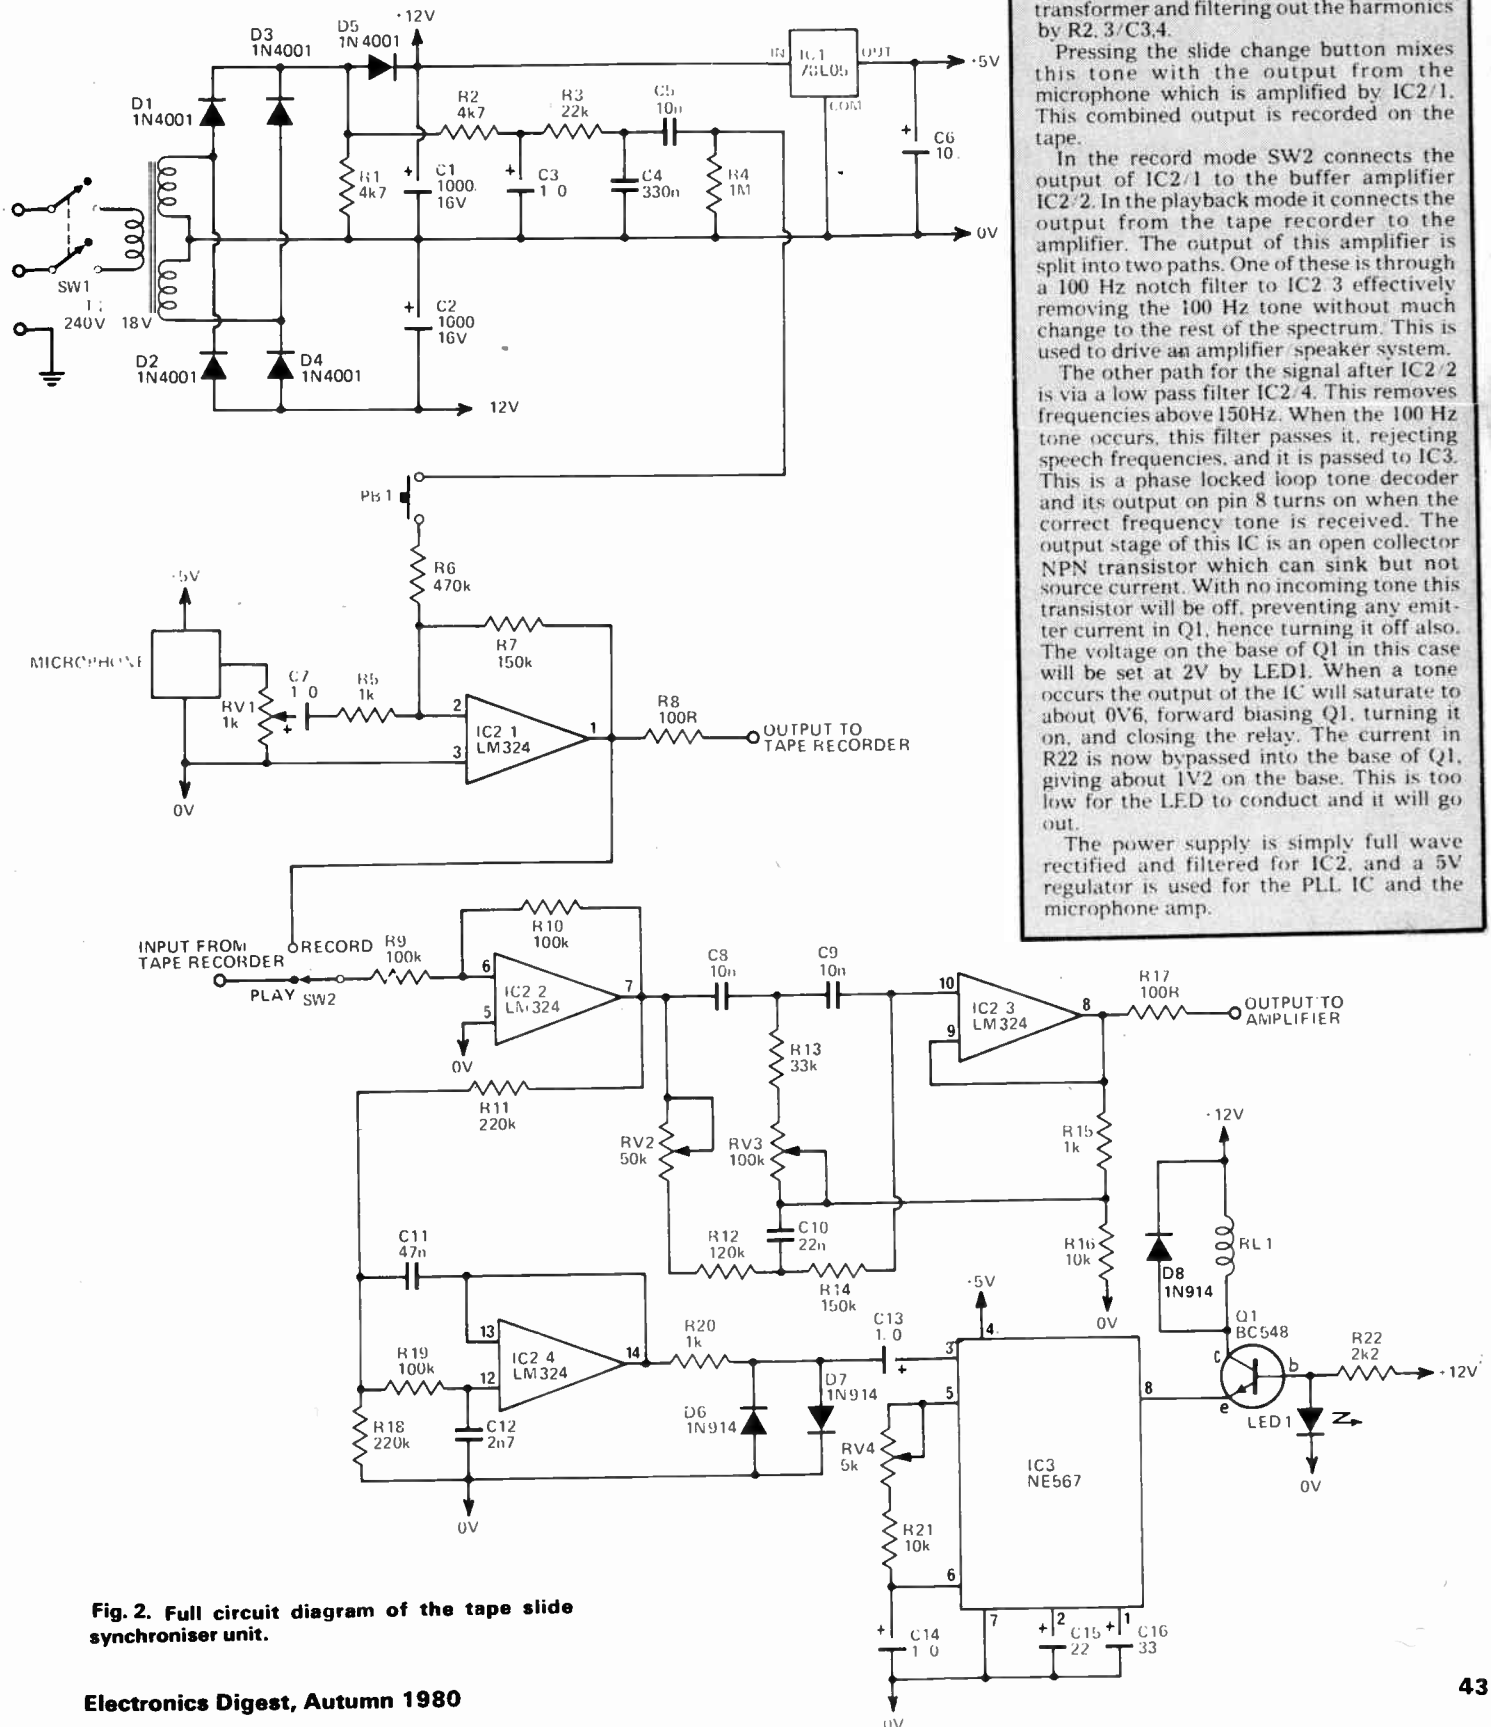 transformer and filtering out the harmonics
by R2, 3/C3,4.
Pressing the slide change button mixes
this tone with the output from the
microphone which is amplified by IC2/1.
This combined output is recorded on the
tape.
In the record mode SW2 connects the
output of IC2/1 to the buffer amplifier
IC2/2. In the playback mode it connects the
output from the tape recorder to the
amplifier. The output of this amplifier is
split into two paths. One of these is through
a 100 Hz notch filter to IC2 3 effectively
removing the 100 Hz tone without much
change to the rest of the spectrum. This is
used to drive an amplifier speaker system.
The other path for the signal after IC2/2
is via a low pass filter IC2/4. This removes
frequencies above 150Hz. When the 100 Hz
tone occurs, this filter passes it, rejecting
speech frequencies, and it is passed to IC3.
This is a phase locked loop tone decoder
and its output on pin 8 turns on when the
correct frequency tone is received. The
output stage of this IC is an open collector
NPN transistor which can sink but not
source current. With no incoming tone this
transistor will be off, preventing any emit-
ter current in Q1, hence turning it off also.
The voltage on the base of Q1 in this case
will be set at 2V by LED1. When a tone
occurs the output of the IC will saturate to
about 0V6, forward biasing Q1, turning it
on, and closing the relay. The current in
R22 is now bypassed into the base of Q1,
giving about 1V2 on the base. This is too
low for the LED to conduct and it will go
out.
The power supply is simply full wave
rectified and filtered for IC2, and a 5V
regulator is used for the PLL IC and the
microphone amp.
+12V
D5
1N4001
D3
1N4001
D1
1N4001
IN
IC1
78L05
OUT
COM
+5V
R2
4k7
R3
22k
C5
10n
+
C6
10
R1
4k7
+
C1
1000
16V
+
C3
1 0
C4
330n
R4
1M
0V
SW1
240V
18V
+
C2
1000
16V
D2
1N4001
D4
1N4001
12V
PB1
R6
470k
+5V
MICROPHONE
R7
150k
RV1
1k
C7
1 0
+
R5
1k
2
3
IC2 1
LM324
1
R8
100R
OUTPUT TO
TAPE RECORDER
0V
INPUT FROM
TAPE RECORDER
RECORD
PLAY
SW2
R9
100k
R10
100k
6
5
IC2 2
LM324
7
0V
C8
10n
C9
10n
10
9
IC2 3
LM324
8
R17
100R
OUTPUT TO
AMPLIFIER
R11
220k
R13
33k
RV2
50k
RV3
100k
R15
1k
R12
120k
C10
22n
R14
150k
R16
10k
0V
+12V
D8
1N914
RL1
Q1
BC548
c
b
e
R22
2k2
+12V
LED1
0V
C11
47n
R19
100k
R18
220k
C12
2n7
13
12
IC2 4
LM324
14
R20
1k
D6
1N914
D7
1N914
C13
1 0
+
0V
+5V
4
3
5
6
8
7
2
1
IC3
NE567
RV4
5k
R21
10k
+
C14
1 0
+
C15
22
+
C16
33
0V
Fig. 2. Full circuit diagram of the tape slide
synchroniser unit.
Electronics Digest, Autumn 1980
43